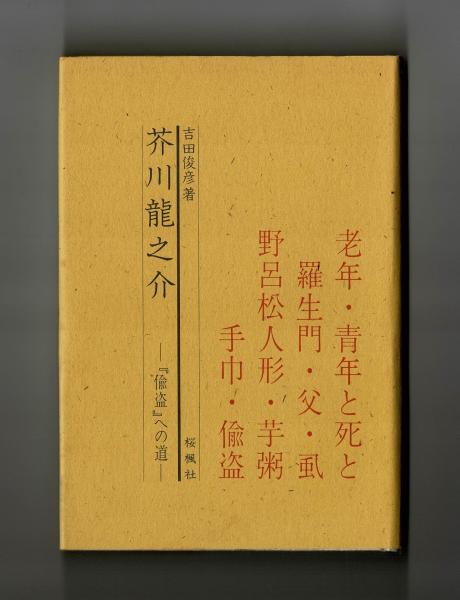 老年・青年と死と
羅生門・父・虱
野呂松人形・芋粥
手巾・偸盗
吉田俊彦著
芥川龍之介
―『偸盗』への道―
桜楓社